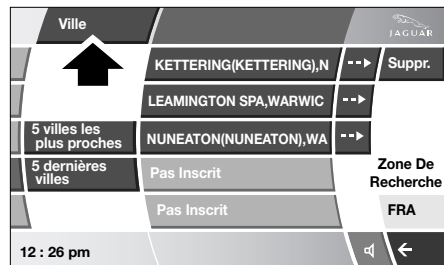 Ville
JAGUAR
KETTERING(KETTERING),N
Suppr.
LEAMINGTON SPA,WARWIC
5 villes les
plus proches
NUNEATON(NUNEATON),WA
5 dernières
villes
Pas Inscrit
Zone De
Recherche
Pas Inscrit
FRA
12 : 26 pm